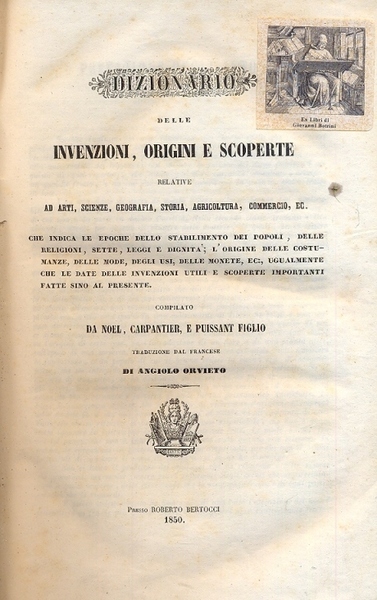 DIZIONARIO
DELLE
INVENZIONI, ORIGINI E SCOPERTE
RELATIVE
AD ARTI, SCIENZE, GEOGRAFIA, STORIA, AGRICOLTURA, COMMERCIO, EC.
CHE INDICA LE EPOCHE DELLO STABILIMENTO DEI POPOLI, DELLE
RELIGIONI, SETTE, LEGGI E DIGNITA'; L'ORIGINE DELLE COSTU-
MANZE, DELLE MODE, DEGLI USI, DELLE MONETE, EC., UGUALMENTE
CHE LE DATE DELLE INVENZIONI UTILI E SCOPERTE IMPORTANTI
FATTE SINO AL PRESENTE.
COMPILATO
DA NOEL, CARPANTIER, E PUISSANT FIGLIO
TRADUZIONE DAL FRANCESE
DI ANGIOLO ORVIETO
PRESSO ROBERTO BERTOCCI
1850.
Ex Libri di
Giovanni Botrini